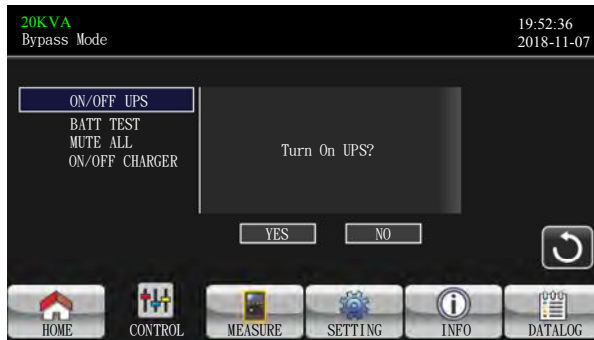 20KVA
19:52:36
Bypass Mode
2018-11-07
ON/OFF UPS
BATT TEST
MUTE ALL
ON/OFF CHARGER
Turn On UPS?
YES
NO
HOME
CONTROL
MEASURE
SETTING
INFO
DATALOG